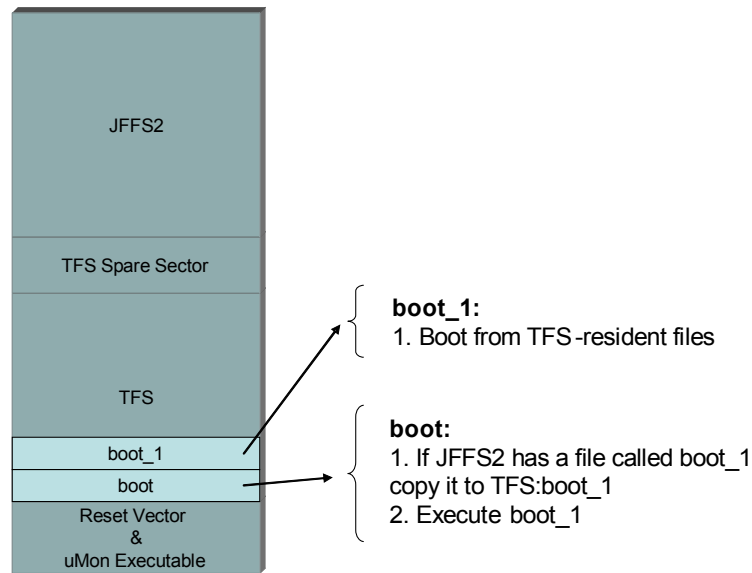 JFFS2
TFS Spare Sector
TFS
boot_1
boot
Reset Vector
&
uMon Executable
boot_1:
1. Boot from TFS-resident files
boot:
1. If JFFS2 has a file called boot_1
copy it to TFS:boot_1
2. Execute boot_1